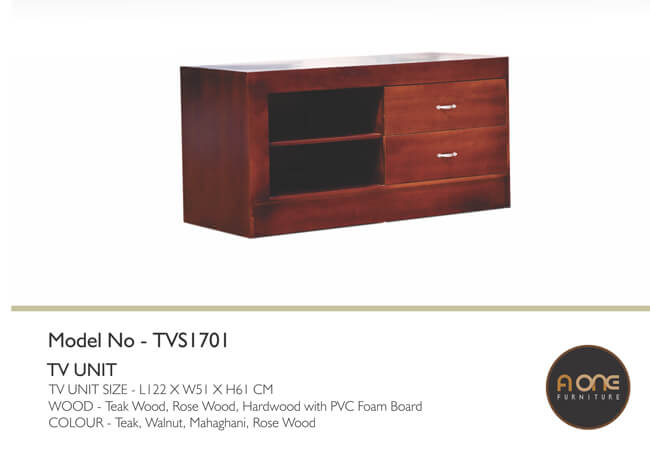 Model No - TVS1701
TV UNIT
TV UNIT SIZE - L122 X W51 X H61 CM
WOOD - Teak Wood, Rose Wood, Hardwood with PVC Foam Board
COLOUR - Teak, Walnut, Mahaghani, Rose Wood
A ONE
FURNITURE